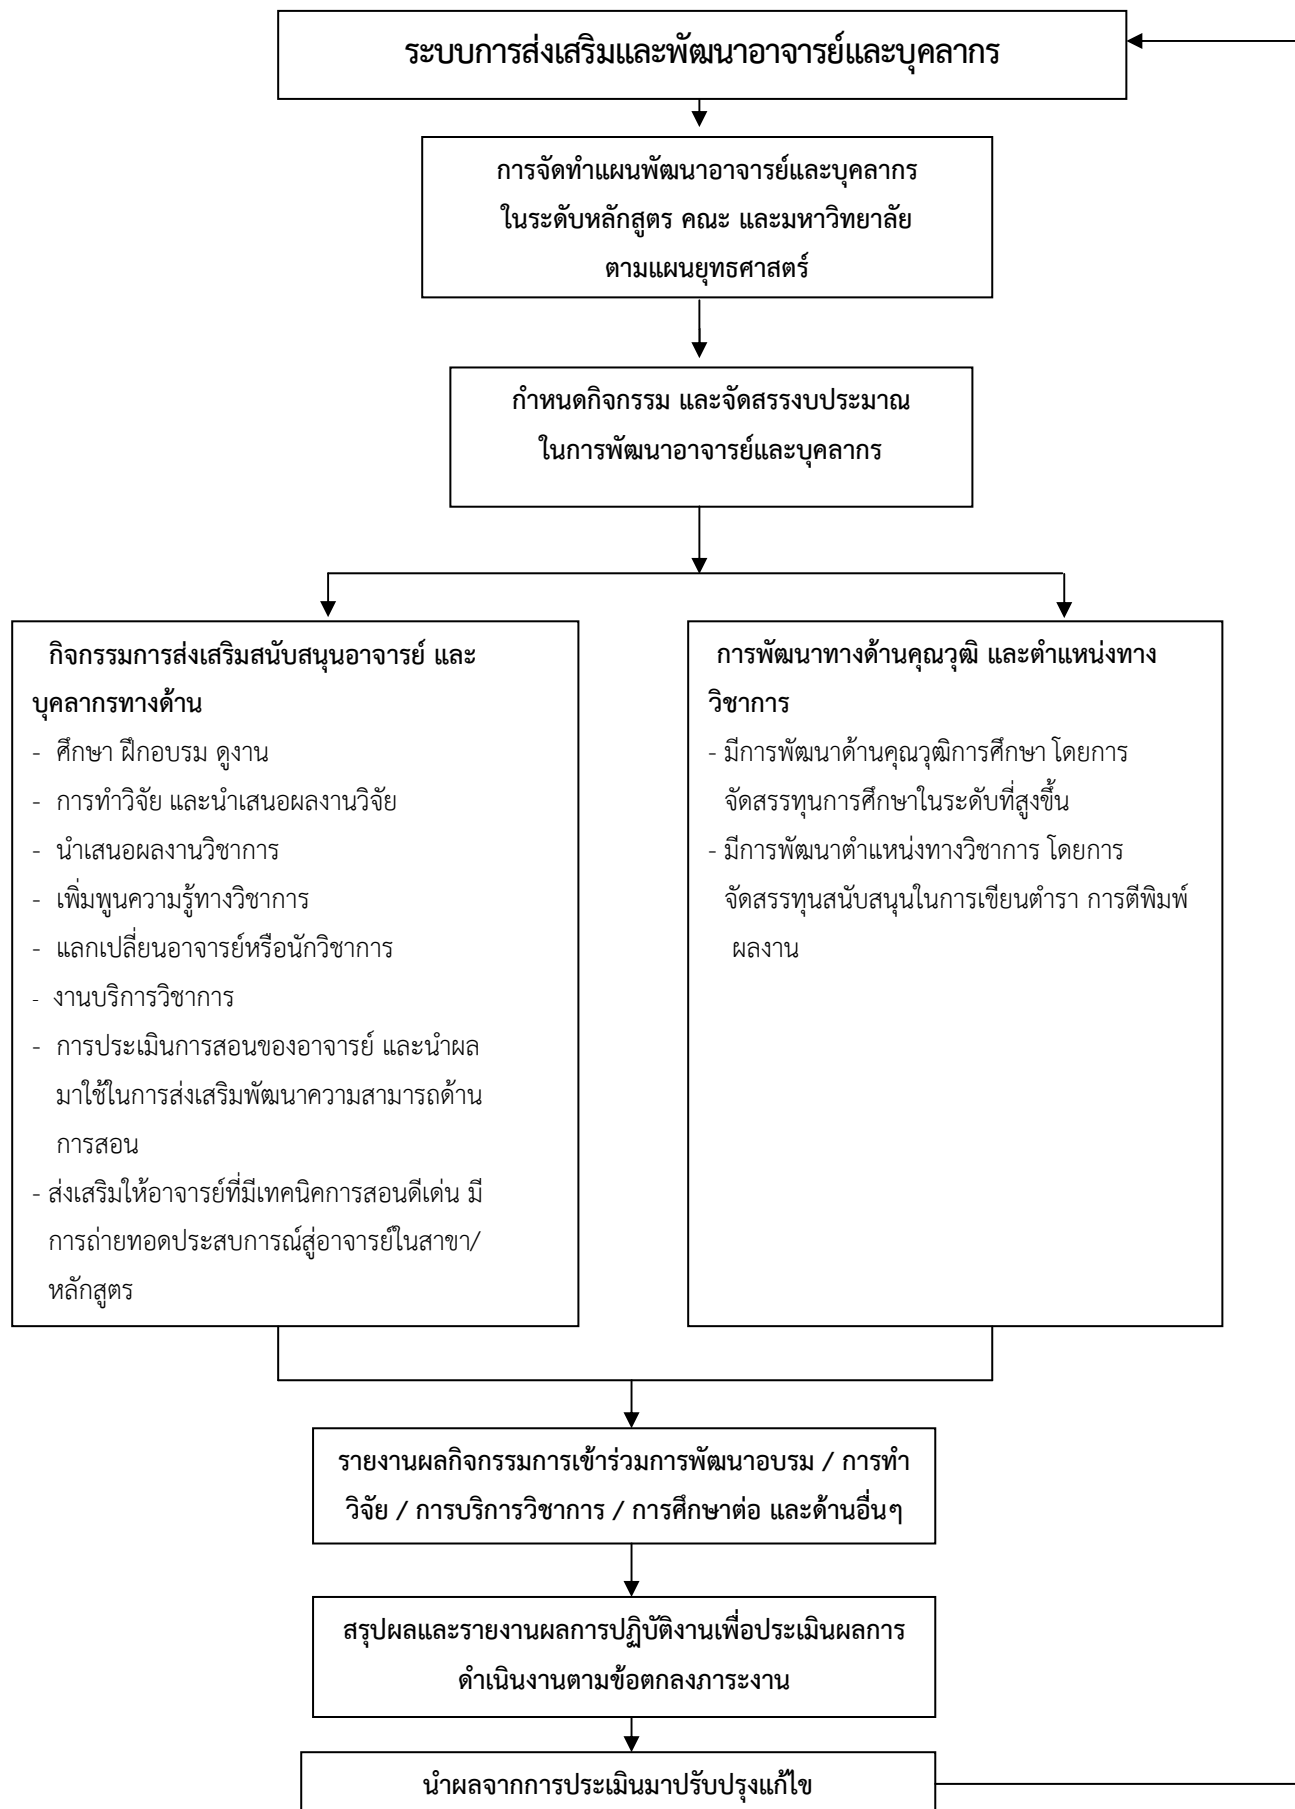 ระบบการส่งเสริมและพัฒนาอาจารย์และบุคลากร
การจัดทำแผนพัฒนาอาจารย์และบุคลากร
ในระดับหลักสูตร คณะ และมหาวิทยาลัย
ตามแผนยุทธศาสตร์
กำหนดกิจกรรม และจัดสรรงบประมาณ
ในการพัฒนาอาจารย์และบุคลากร
กิจกรรมการส่งเสริมสนับสนุนอาจารย์ และ
บุคลากรทางด้าน
- ศึกษา ฝึกอบรม ดูงาน
- การทำวิจัย และนำเสนอผลงานวิจัย
- นำเสนอผลงานวิชาการ
- เพิ่มพูนความรู้ทางวิชาการ
- แลกเปลี่ยนอาจารย์หรือนักวิชาการ
- งานบริการวิชาการ
- การประเมินการสอนของอาจารย์ และนำผล
มาใช้ในการส่งเสริมพัฒนาความสามารถด้าน
การสอน
- ส่งเสริมให้อาจารย์ที่มีเทคนิคการสอนดีเด่น มี
การถ่ายทอดประสบการณ์สู่อาจารย์ในสาขา/
หลักสูตร
การพัฒนาทางด้านคุณวุฒิ และตำแหน่งทาง
วิชาการ
- มีการพัฒนาด้านคุณวุฒิการศึกษา โดยการ
จัดสรรทุนการศึกษาในระดับที่สูงขึ้น
- มีการพัฒนาตำแหน่งทางวิชาการ โดยการ
จัดสรรทุนสนับสนุนในการเขียนตำรา การตีพิมพ์
ผลงาน
รายงานผลกิจกรรมการเข้าร่วมการพัฒนาอบรม / การทำ
วิจัย / การบริการวิชาการ / การศึกษาต่อ และด้านอื่นๆ
สรุปผลและรายงานผลการปฏิบัติงานเพื่อประเมินผลการ
ดำเนินงานตามข้อตกลงภาระงาน
นำผลจากการประเมินมาปรับปรุงแก้ไข